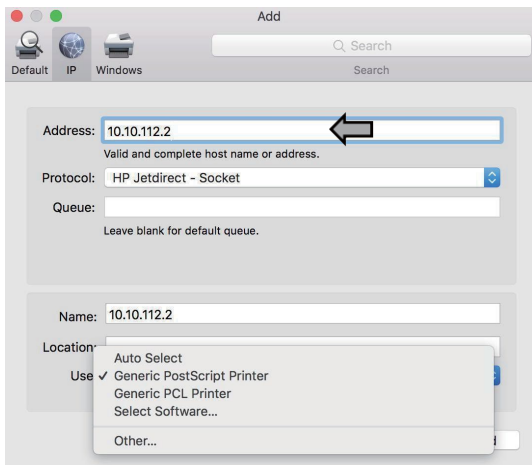 Add
Search
Default IP Windows Search
Address: 10.10.112.2
Valid and complete host name or address.
Protocol: HP Jetdirect - Socket
Queue:
Leave blank for default queue.
Name: 10.10.112.2
Location:
Auto Select
Use ✓ Generic PostScript Printer
Generic PCL Printer
Select Software...
Other...